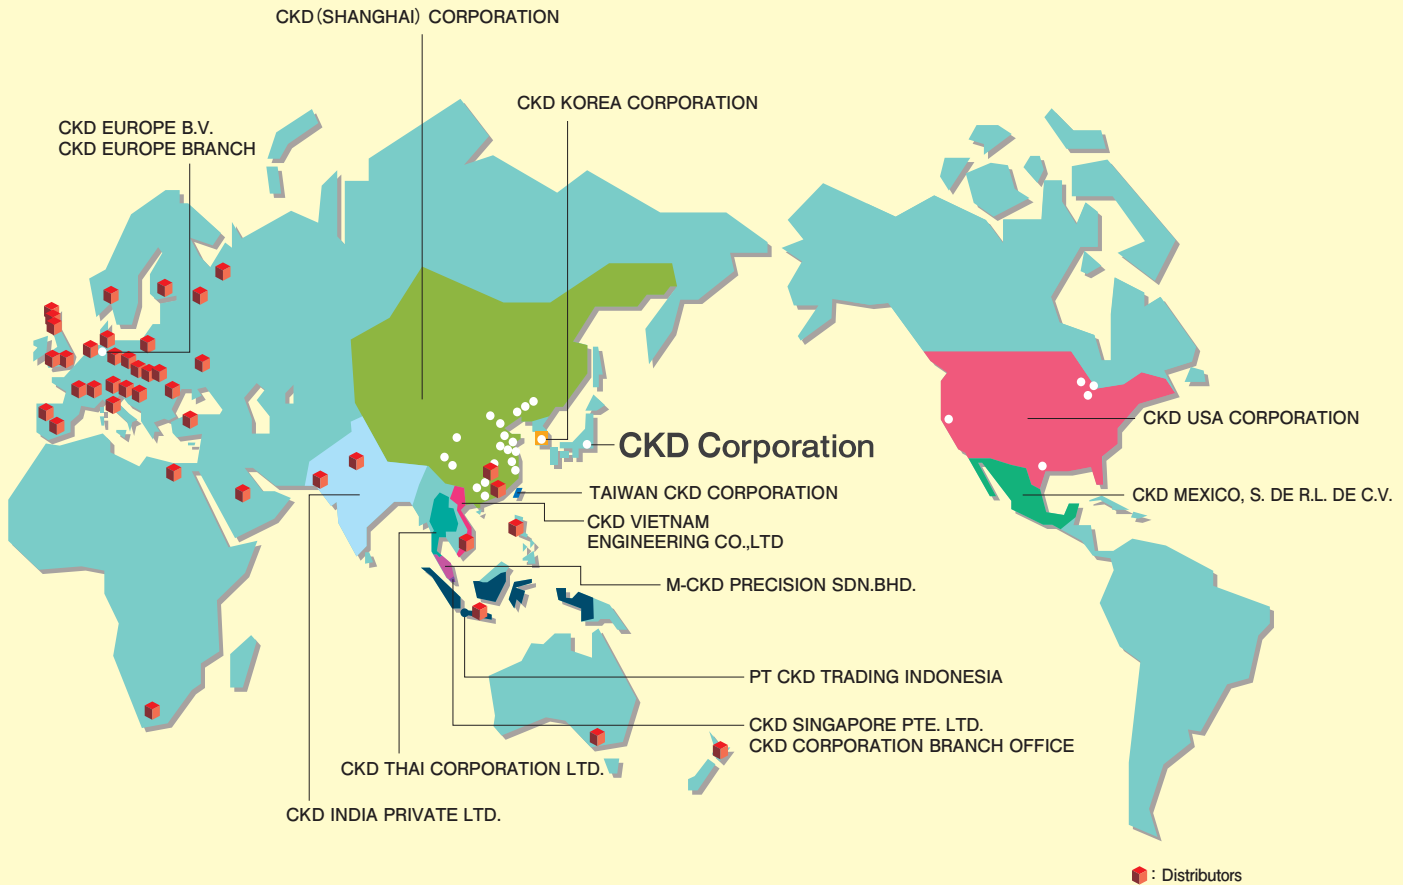 CKD(SHANGHAI) CORPORATION
CKD KOREA CORPORATION
CKD EUROPE B.V.
CKD EUROPE BRANCH
CKD USA CORPORATION
CKD Corporation
TAIWAN CKD CORPORATION
CKD MEXICO, S. DE R.L. DE C.V.
CKD VIETNAM
ENGINEERING CO.,LTD
M-CKD PRECISION SDN.BHD.
PT CKD TRADING INDONESIA
CKD SINGAPORE PTE. LTD.
CKD CORPORATION BRANCH OFFICE
CKD THAI CORPORATION LTD.
CKD INDIA PRIVATE LTD.
: Distributors